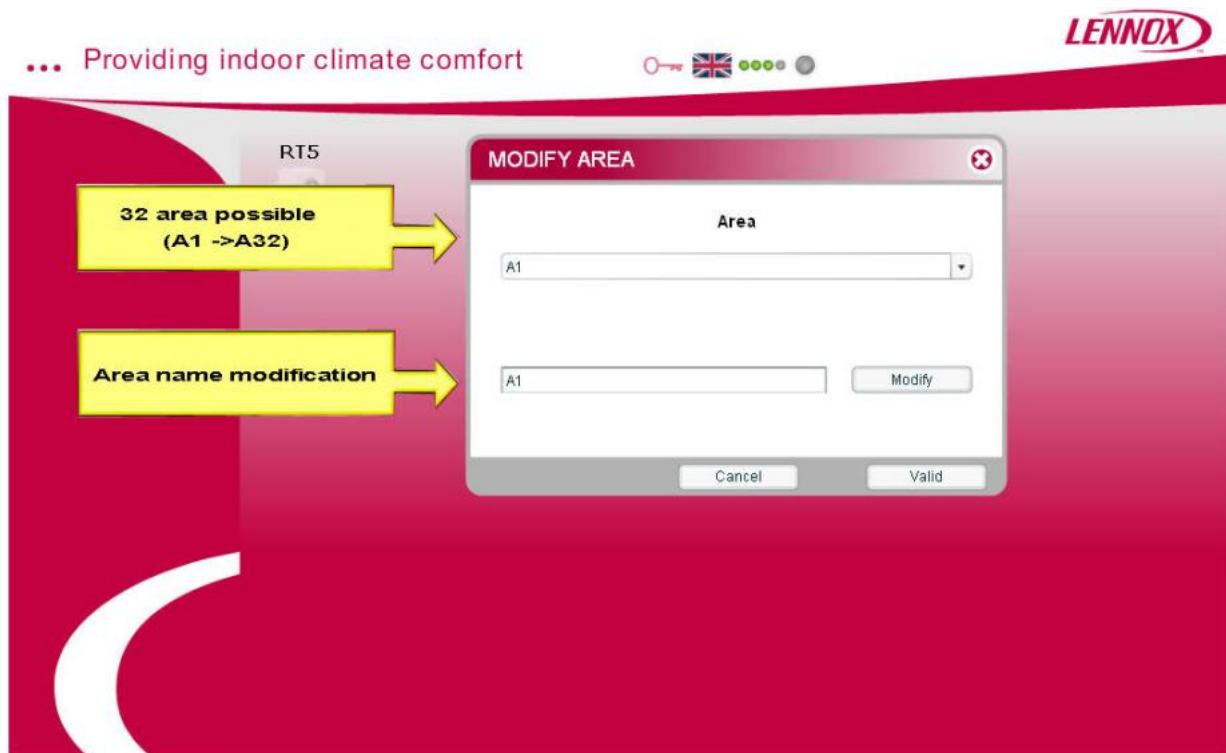 LENNOX
... Providing indoor climate comfort
RT5
MODIFY AREA
32 area possible
(A1 ->A32)
Area
A1
Area name modification
A1
Modify
Cancel
Valid